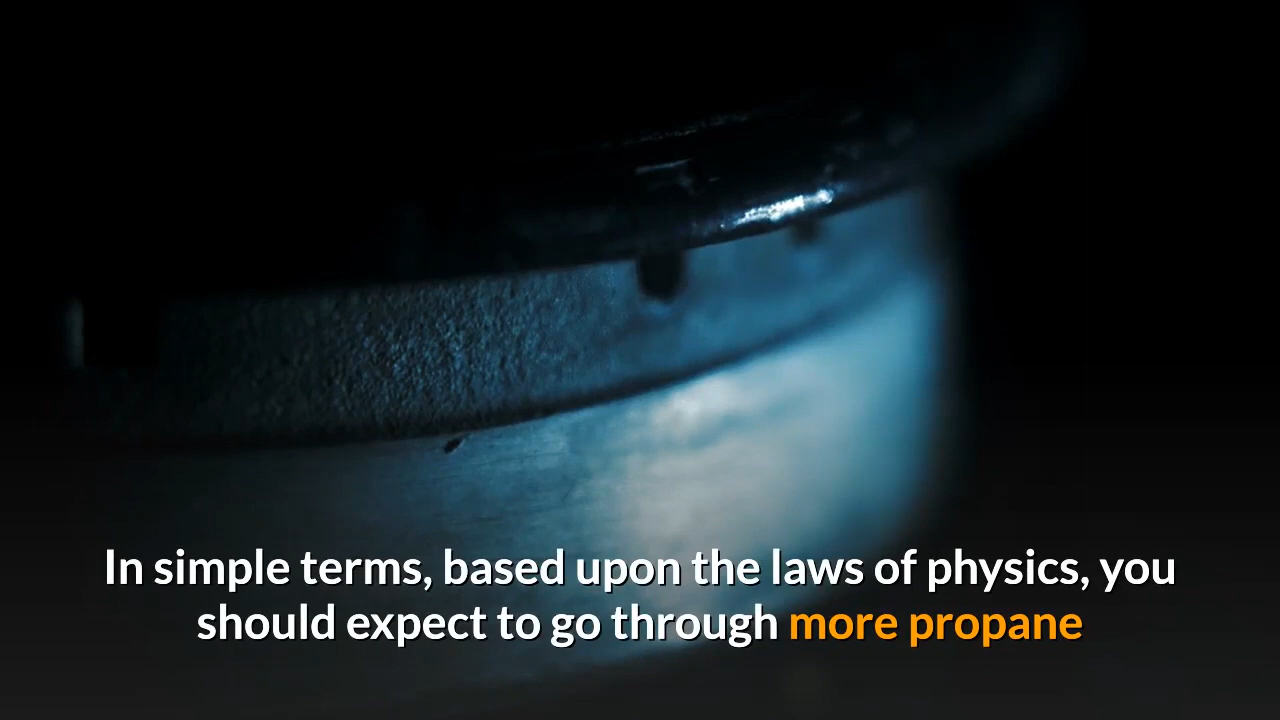 In simple terms, based upon the laws of physics, you
should expect to go through more propane